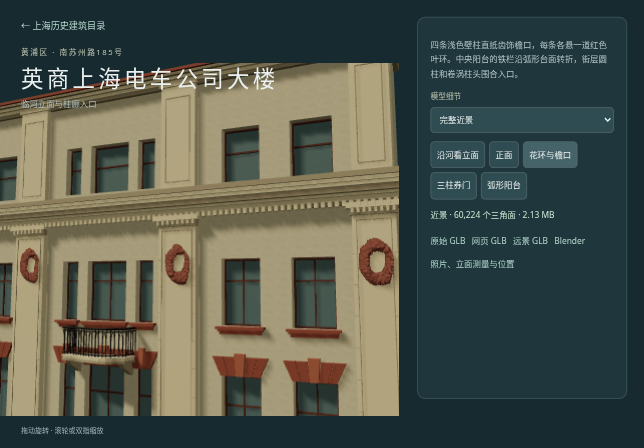 ← 上海历史建筑目录
黄浦区 · 南苏州路185号
英商上海电车公司大楼
临河立面与柱廊入口
拖动旋转 · 滚轮或双指缩放
四条浅色壁柱直抵齿饰檐口，每条各悬一道红色
叶环。中央阳台的铁栏沿弧形台面转折，街层圆
柱和卷涡柱头围合入口。
模型细节
完整近景
沿河看立面 正面 花环与檐口
三柱券门 弧形阳台
近景 · 60,224 个三角面 · 2.13 MB
原始 GLB 网页 GLB 远景 GLB Blender
照片、立面测量与位置